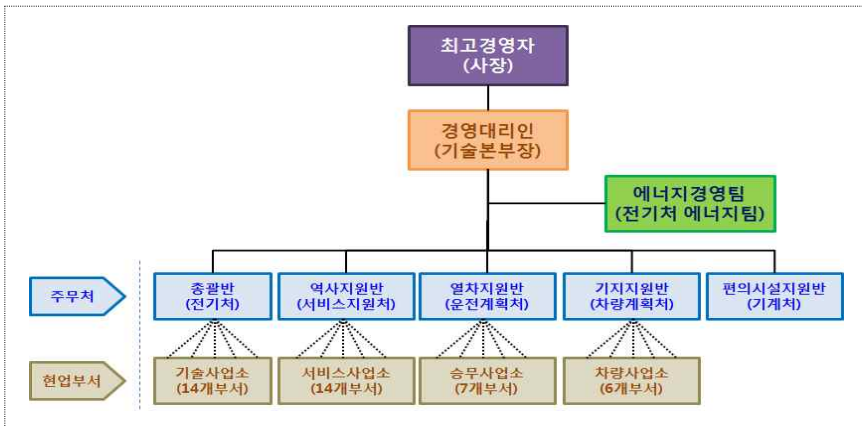 최고경영자
(사장)
경영대리인
(기술본부장)
에너지경영팀
(전기처 에너지팀)
주무처
총괄반
(전기처)
역사지원반
(서비스지원처)
열차지원반
(운전계획처)
기지지원반
(차량계획처)
편의시설지원반
(기계처)
현업부서
기술사업소
(14개부서)
서비스사업소
(14개부서)
승무사업소
(7개부서)
차량사업소
(6개부서)